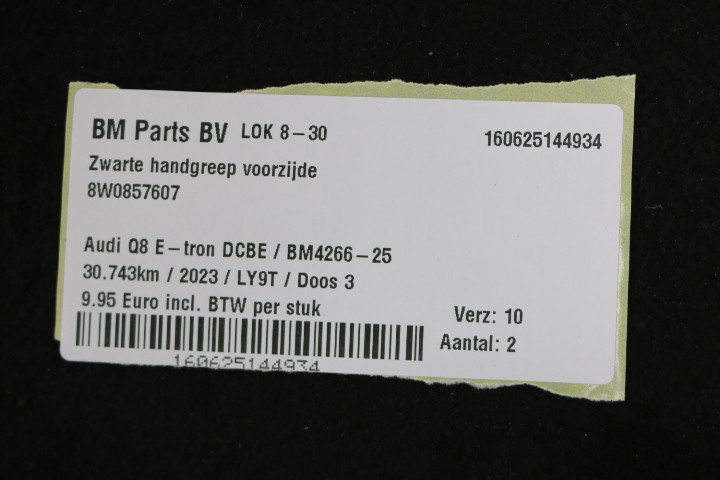 BM Parts BV LOK 8-30 160625144934
Zwarte handgreep voorzijde
8W0857607
Audi Q8 E-tron DCBE / BM4266-25
30.743km / 2023 / LY9T / Doos 3
9.95 Euro incl. BTW per stuk
Verz: 10
Aantal: 2
160625144934